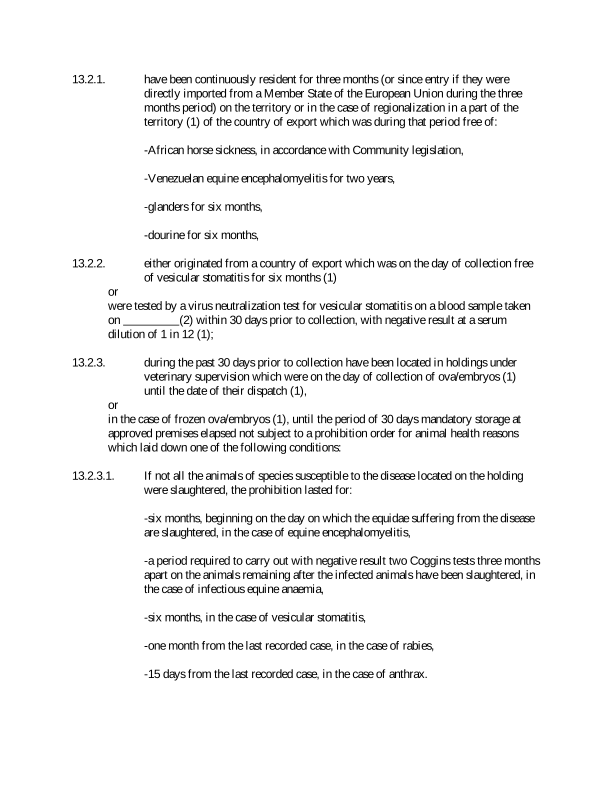 13.2.1. have been continuously resident for three months (or since entry if they were
directly imported from a Member State of the European Union during the three
months period) on the territory or in the case of regionalization in a part of the
territory (1) of the country of export which was during that period free of:
-African horse sickness, in accordance with Community legislation,
-Venezuelan equine encephalomyelitis for two years,
-glanders for six months,
-dourine for six months,
13.2.2. either originated from a country of export which was on the day of collection free
of vesicular stomatitis for six months (1)
or
were tested by a virus neutralization test for vesicular stomatitis on a blood sample taken
on __________(2) within 30 days prior to collection, with negative result at a serum
dilution of 1 in 12 (1);
13.2.3. during the past 30 days prior to collection have been located in holdings under
veterinary supervision which were on the day of collection of ova/embryos (1)
until the date of their dispatch (1),
or
in the case of frozen ova/embryos (1), until the period of 30 days mandatory storage at
approved premises elapsed not subject to a prohibition order for animal health reasons
which laid down one of the following conditions:
13.2.3.1. If not all the animals of species susceptible to the disease located on the holding
were slaughtered, the prohibition lasted for:
-six months, beginning on the day on which the equidae suffering from the disease
are slaughtered, in the case of equine encephalomyelitis,
-a period required to carry out with negative result two Coggins tests three months
apart on the animals remaining after the infected animals have been slaughtered, in
the case of infectious equine anaemia,
-six months, in the case of vesicular stomatitis,
-one month from the last recorded case, in the case of rabies,
-15 days from the last recorded case, in the case of anthrax.